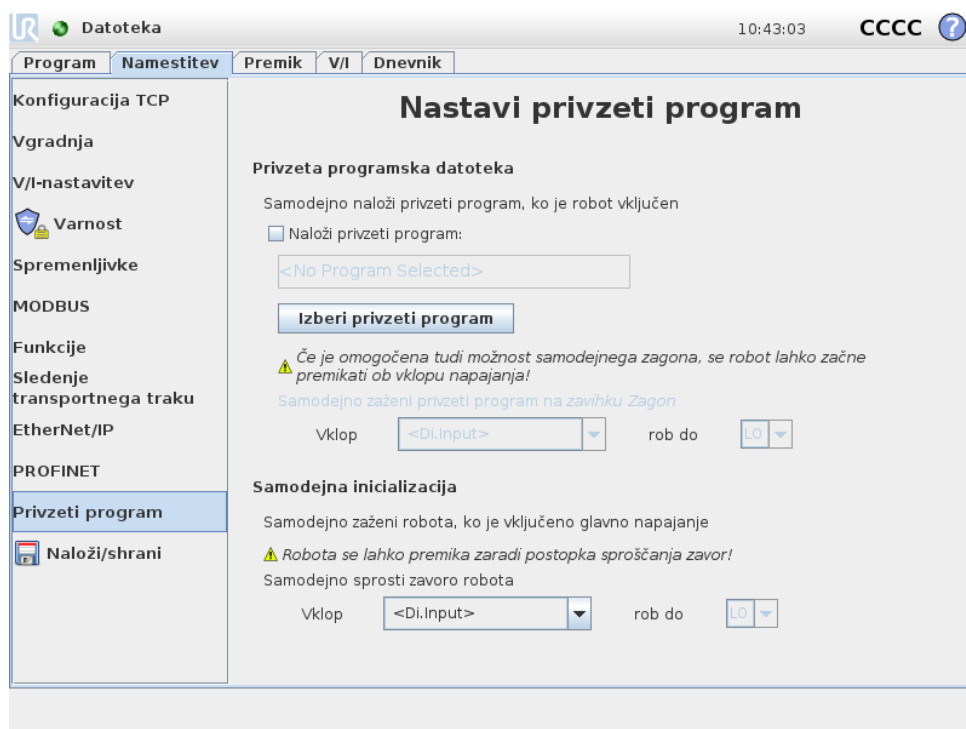 UR Datoteka 10:43:03 CCCC ?
Program Namestitev Premik V/I Dnevnik
Konfiguracija TCP
Vgradnja
V/I-nastavitev
Varnost
Spremenljivke
MODBUS
Funkcije
Sledenje
transportnega traku
EtherNet/IP
PROFINET
Privzeti program
Naloži/shrani
Nastavi privzeti program
Privzeta programska datoteka
Samodejno naloži privzeti program, ko je robot vključen
Naloži privzeti program:
<No Program Selected>
Izberi privzeti program
Če je omogočena tudi možnost samodejnega zagona, se robot lahko začne
premikati ob vklopu napajanja!
Samodejno zaženi privzeti program na zavihku Zagon
Vklop <Di.Input> rob do LO
Samodejna inicializacija
Samodejno zaženi robota, ko je vključeno glavno napajanje
Robota se lahko premika zaradi postopka sproščanja zavor!
Samodejno sprosti zavoro robota
Vklop <Di.Input> rob do LO